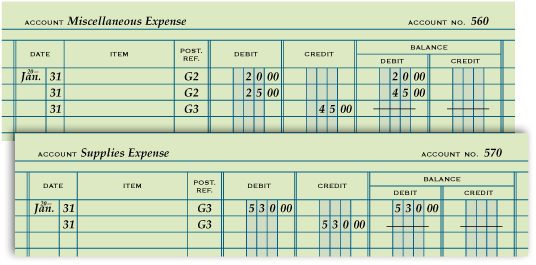 ACCOUNT Miscellaneous Expense ACCOUNT NO. 560
DATE ITEM POST. REF. DEBIT CREDIT BALANCE DEBIT CREDIT
20--
Jan. 31 G2 20 00 20 00
31 G2 25 00 45 00
31 G3 45 00
ACCOUNT Supplies Expense ACCOUNT NO. 570
DATE ITEM POST. REF. DEBIT CREDIT BALANCE DEBIT CREDIT
20--
Jan. 31 G3 530 00 530 00
31 G3 530 00